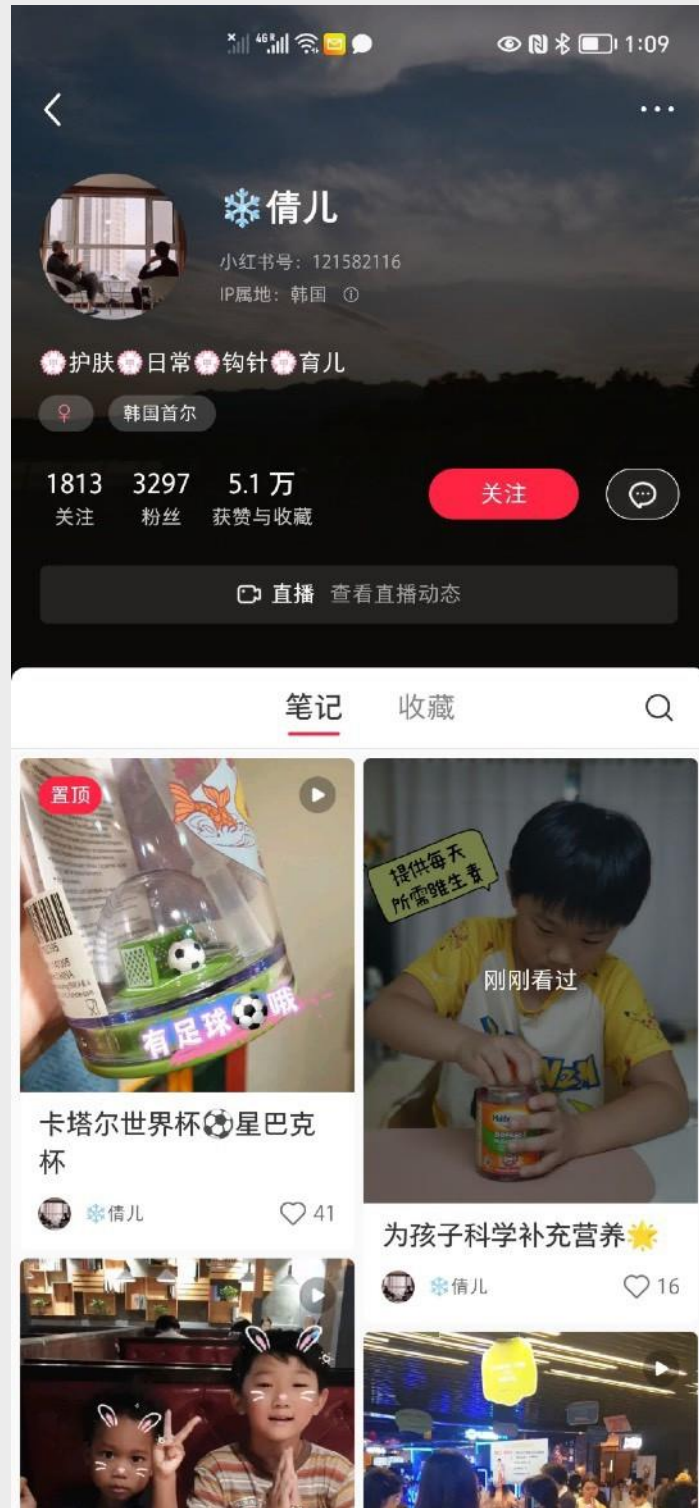 4G R 1:09
❄️倩儿
小红书号：121582116
IP属地：韩国
💮护肤💮日常💮钩针💮育儿
♀ 韩国首尔
1813 3297 5.1 万
关注 粉丝 获赞与收藏
关注
直播 查看直播动态
笔记 收藏
置顶
有足球⚽哦
卡塔尔世界杯⚽星巴克
杯
❄️倩儿 41
提供每天
所需维生素
刚刚看过
为孩子科学补充营养🌟
❄️倩儿 16